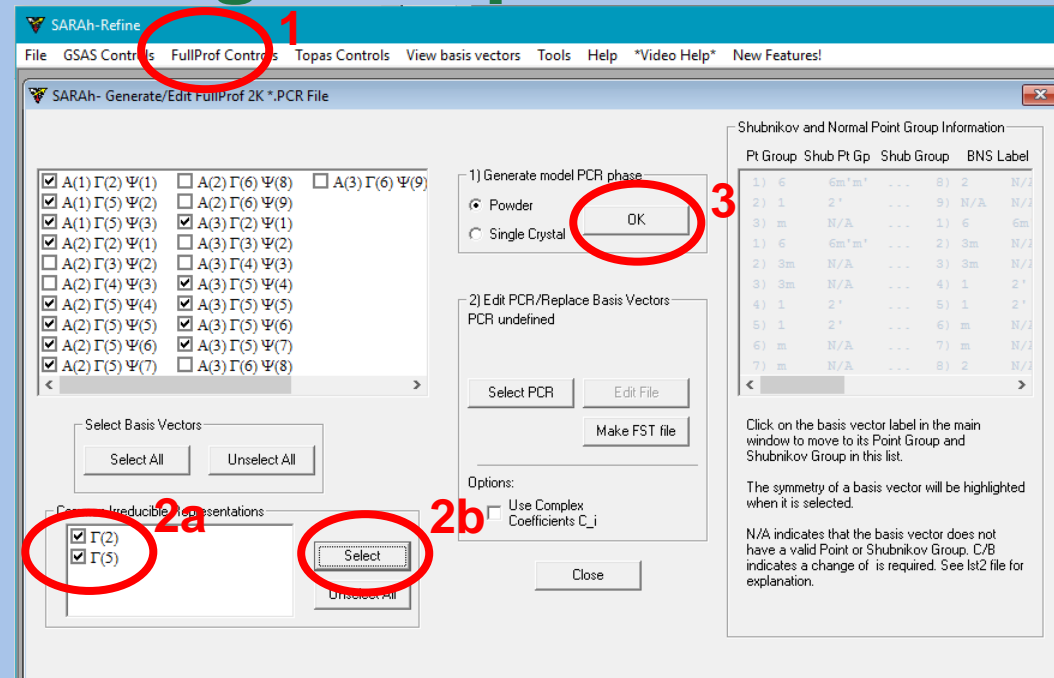 1
SARAh-Refine
File GSAS Controls FullProf Controls Topas Controls View basis vectors Tools Help *Video Help* New Features!
SARAh- Generate/Edit FullProf 2K *.PCR File
A(1) Γ(2) Ψ(1) A(2) Γ(6) Ψ(8) A(3) Γ(6) Ψ(9)
A(1) Γ(5) Ψ(2) A(2) Γ(6) Ψ(9)
A(1) Γ(5) Ψ(3) A(3) Γ(2) Ψ(1)
A(2) Γ(2) Ψ(1) A(3) Γ(3) Ψ(2)
A(2) Γ(3) Ψ(2) A(3) Γ(4) Ψ(3)
A(2) Γ(4) Ψ(3) A(3) Γ(5) Ψ(4)
A(2) Γ(5) Ψ(4) A(3) Γ(5) Ψ(5)
A(2) Γ(5) Ψ(5) A(3) Γ(5) Ψ(6)
A(2) Γ(5) Ψ(6) A(3) Γ(5) Ψ(7)
A(2) Γ(5) Ψ(7) A(3) Γ(6) Ψ(8)
Select Basis Vectors
Select All Unselect All
Irreducible Representations
2a
Γ(2)
Γ(5)
2b
Select
Unselect All
1) Generate model PCR phase
Powder
Single Crystal
OK
3
2) Edit PCR/Replace Basis Vectors
PCR undefined
Select PCR Edit File
Make FST file
Options:
Use Complex
Coefficients C_i
Close
Shubnikov and Normal Point Group Information
Pt Group Shub Pt Gp Shub Group BNS Label
1) 6 6m'm' ... 8) 2 N/
2) 1 2' ... 9) N/A N/
3) m N/A ... 1) 6 6m
1) 6 6m'm' ... 2) 3m N/
2) 3m N/A ... 3) 3m N/
3) 3m N/A ... 4) 1 2'
4) 1 2' ... 5) 1 2'
5) 1 2' ... 6) m N/
6) m N/A ... 7) m N/
7) m N/A ... 8) 2 N/
Click on the basis vector label in the main
window to move to its Point Group and
Shubnikov Group in this list.
The symmetry of a basis vector will be highlighted
when it is selected.
N/A indicates that the basis vector does not
have a valid Point or Shubnikov Group. C/B
indicates a change of is required. See lst2 file for
explanation.